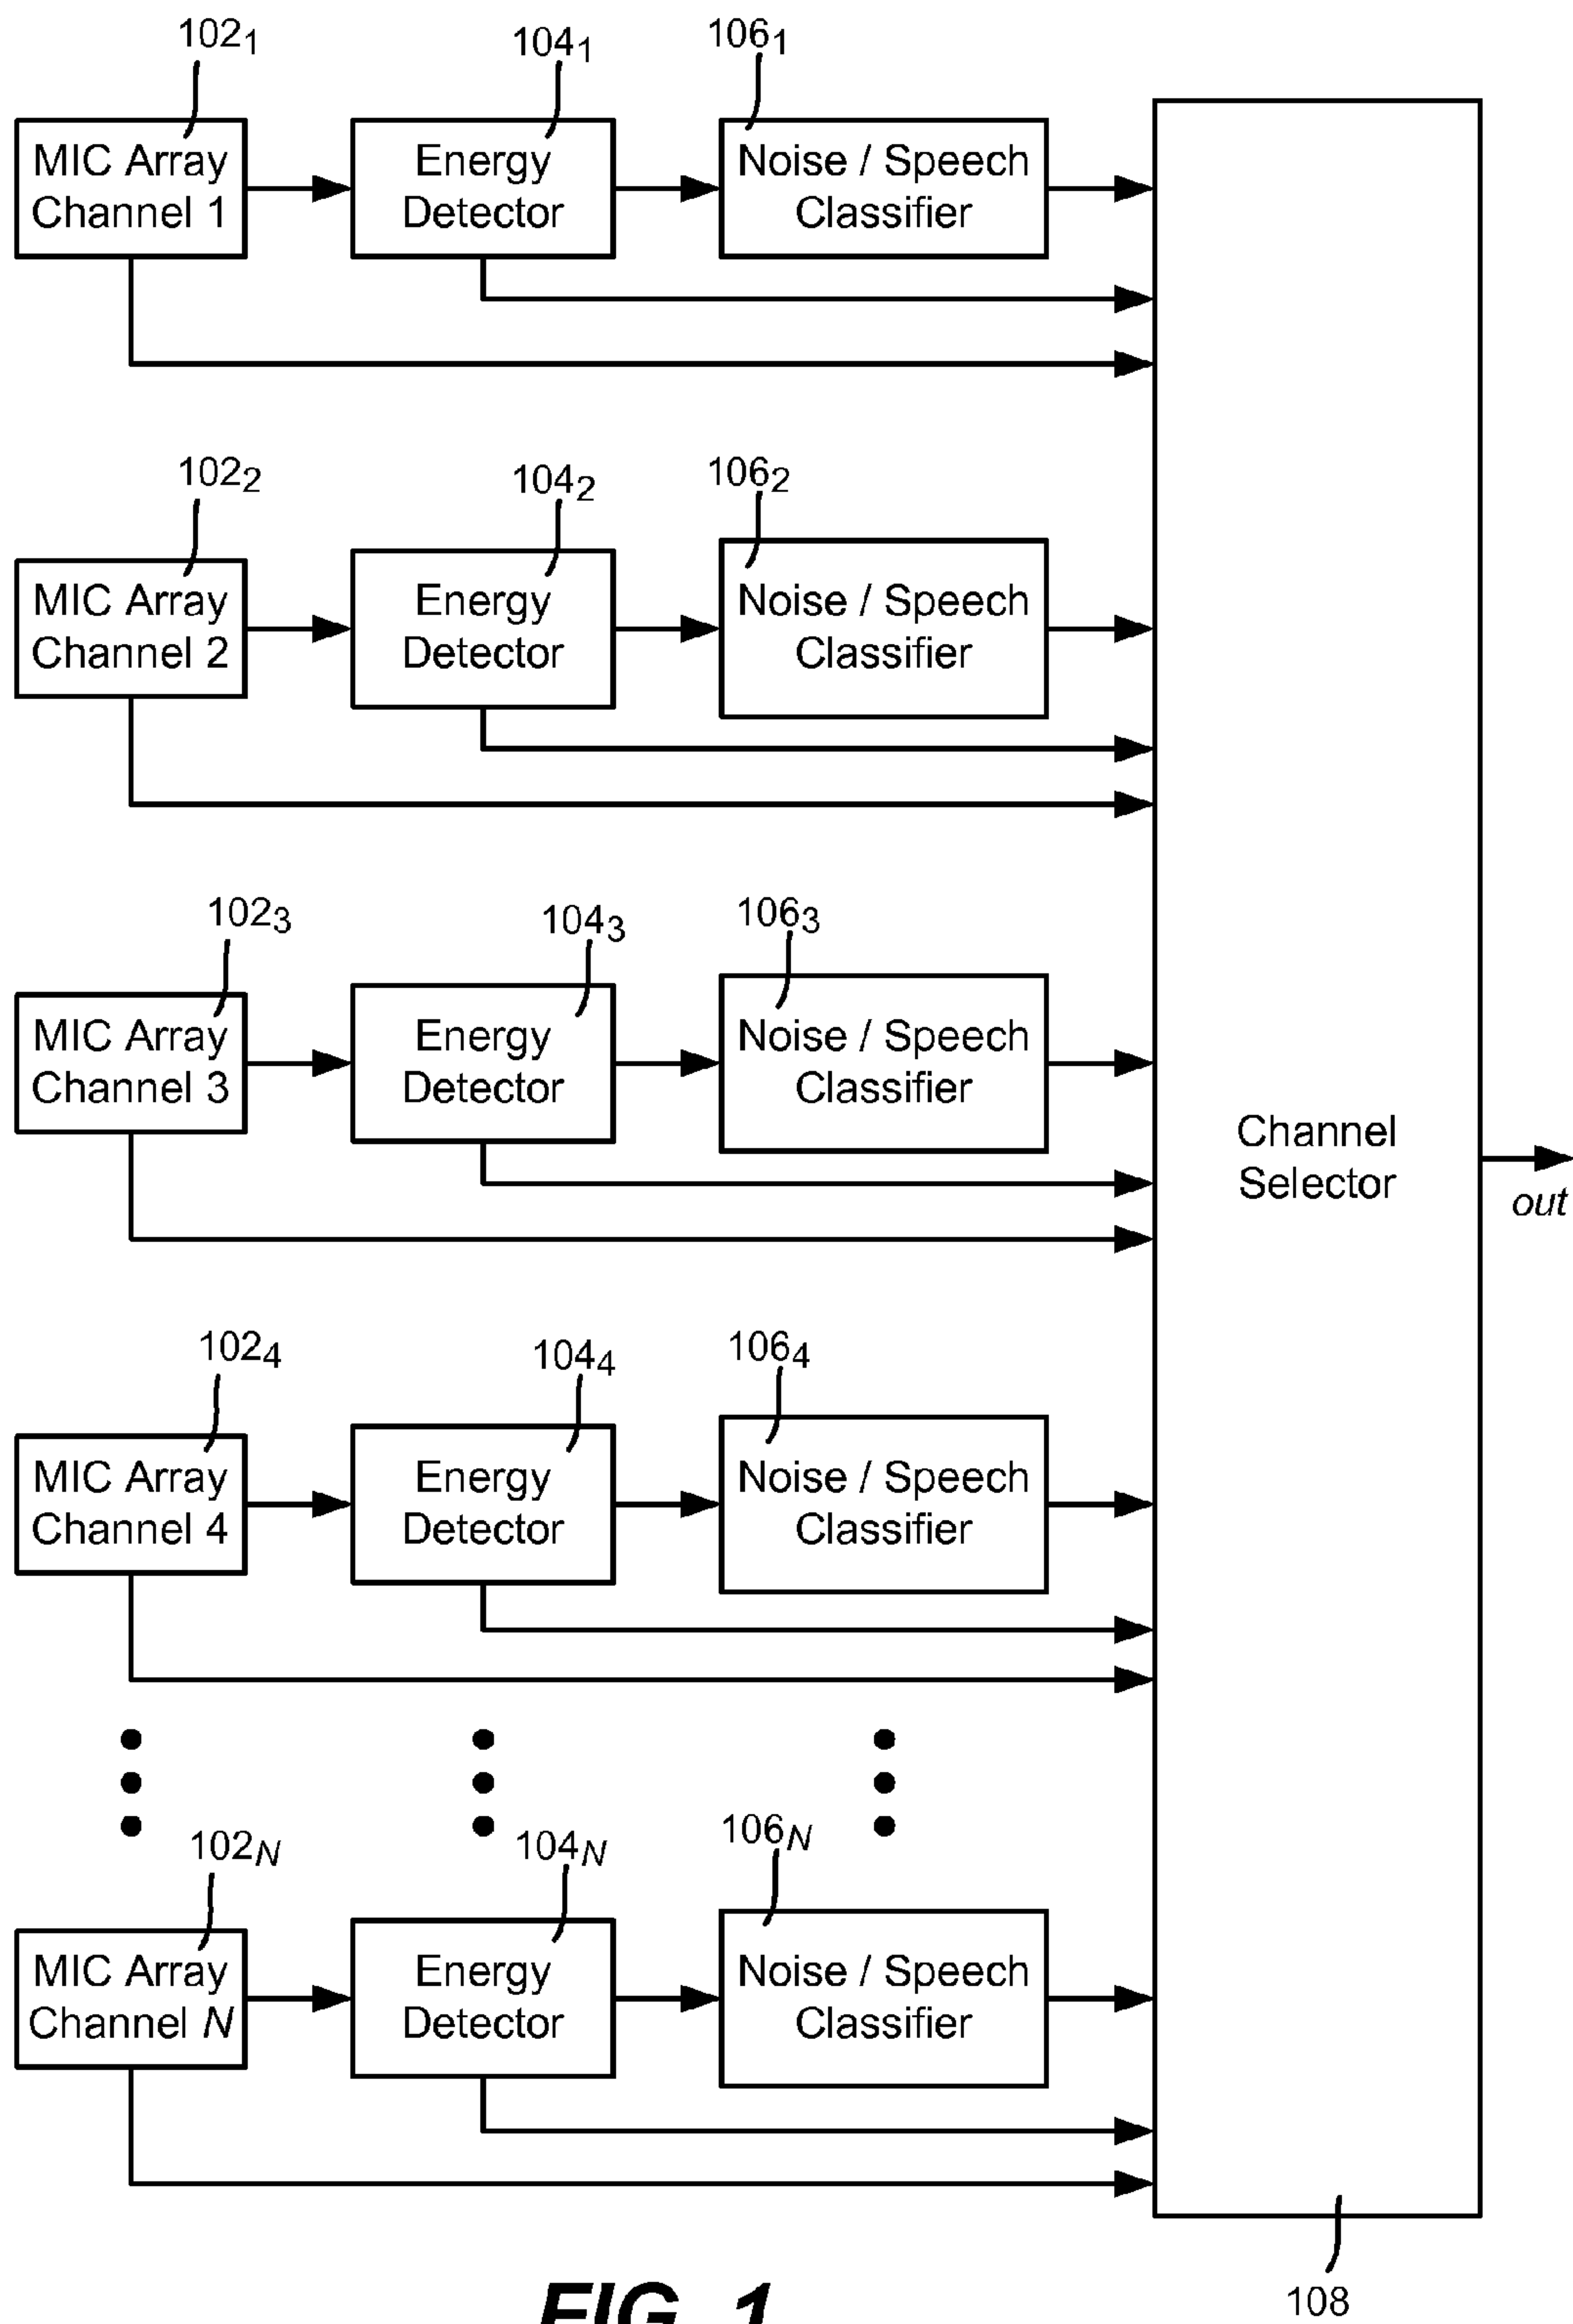 102₁ 104₁ 106₁
MIC Array Energy Noise / Speech
Channel 1 Detector Classifier
102₂ 104₂ 106₂
MIC Array Energy Noise / Speech
Channel 2 Detector Classifier
102₃ 104₃ 106₃
MIC Array Energy Noise / Speech
Channel 3 Detector Classifier
Channel
Selector
out
102₄ 104₄ 106₄
MIC Array Energy Noise / Speech
Channel 4 Detector Classifier
102N 104N 106N
MIC Array Energy Noise / Speech
Channel N Detector Classifier
108
FIG. 1